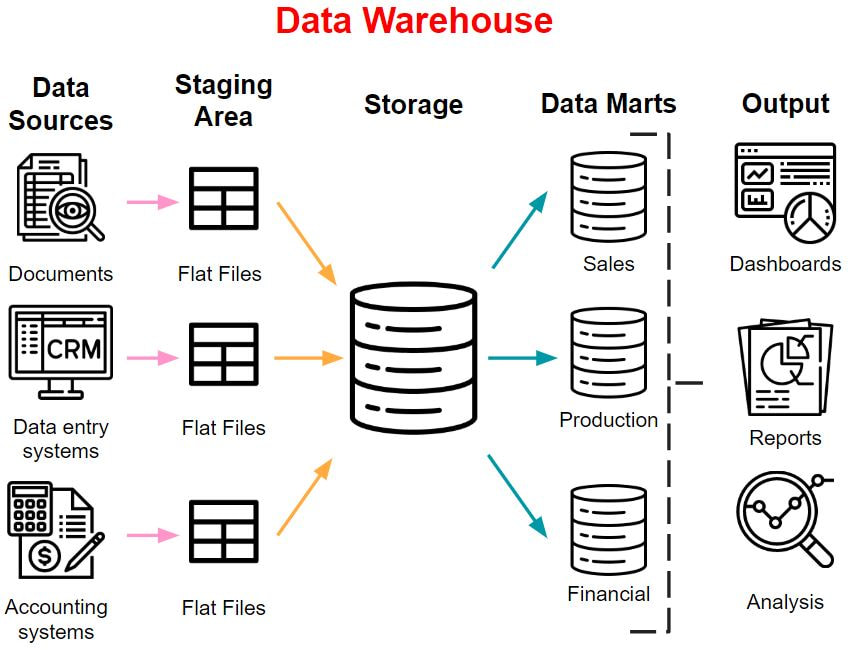 Data Warehouse
Data
Sources
Staging
Area
Storage
Data Marts
Output
Documents
Flat Files
Sales
Dashboards
CRM
Data entry
systems
Flat Files
Production
Reports
$
Accounting
systems
Flat Files
Financial
Analysis